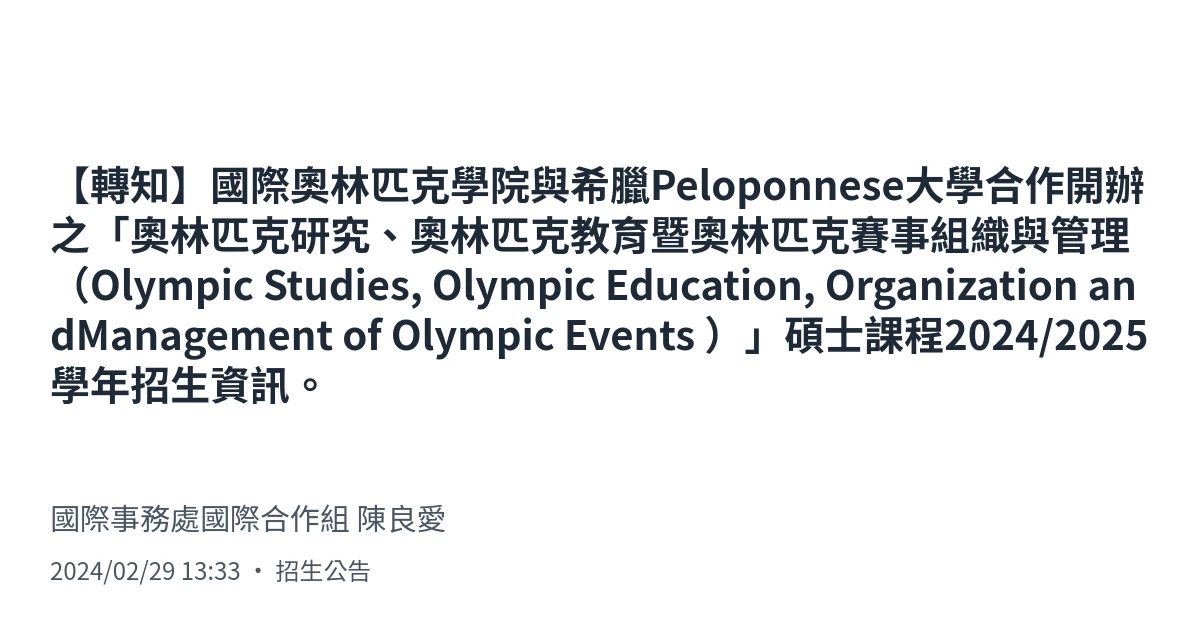 【轉知】國際奧林匹克學院與希臘Peloponnese大學合作開辦
之「奧林匹克研究、奧林匹克教育暨奧林匹克賽事組織與管理
（Olympic Studies, Olympic Education, Organization an
dManagement of Olympic Events ）」碩士課程2024/2025
學年招生資訊。
國際事務處國際合作組 陳良愛
2024/02/29 13:33 ・ 招生公告